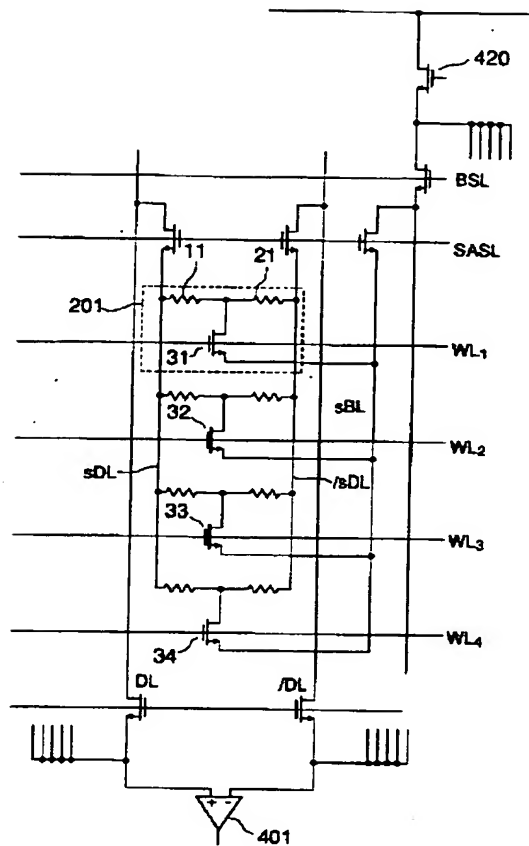 420
BSL
SASL
11
21
201
31
WL1
sBL
32
WL2
sDL
/sDL
33
WL3
34
WL4
DL
/DL
+ -
401